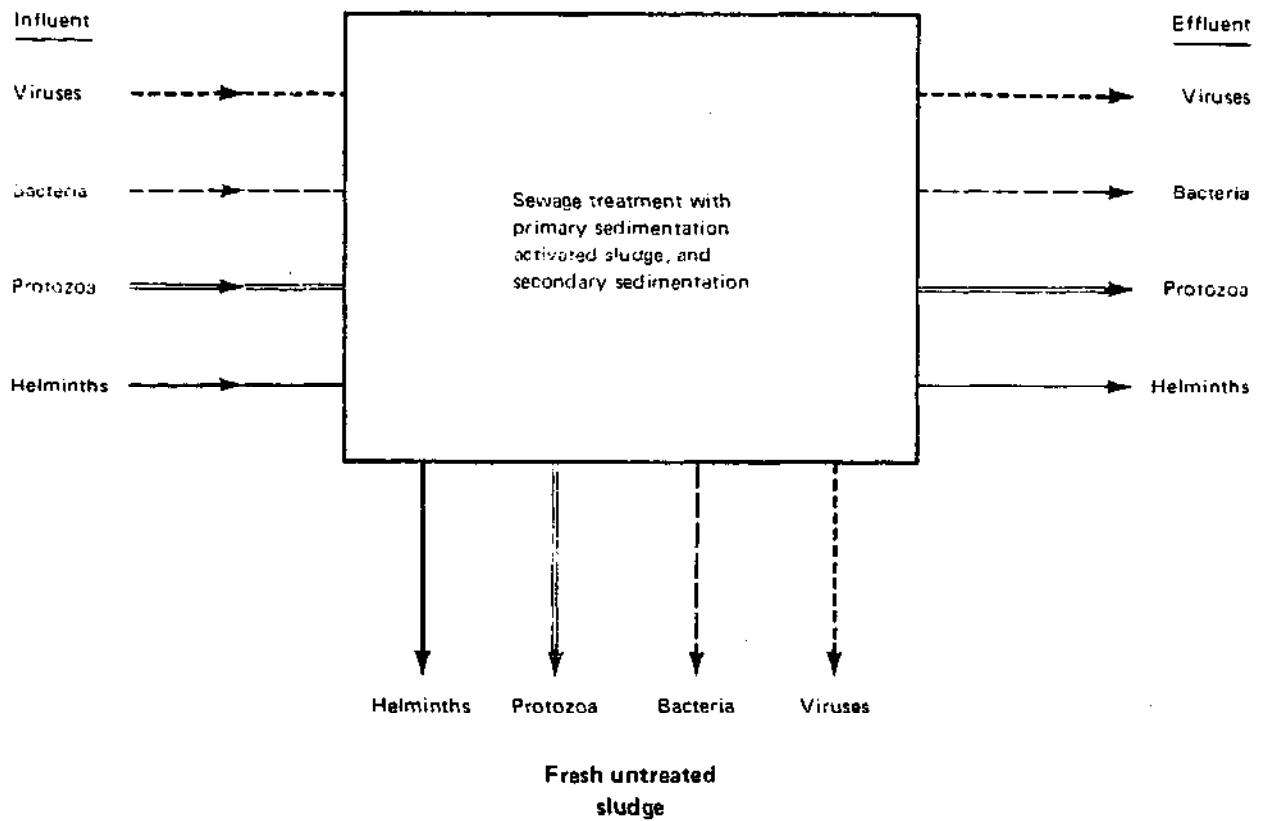 Influent
Effluent
Viruses
Viruses
Bacteria
Bacteria
Protozoa
Protozoa
Helminths
Helminths
Sewage treatment with
primary sedimentation
activated sludge, and
secondary sedimentation
Helminths
Protozoa
Bacteria
Viruses
Fresh untreated
sludge